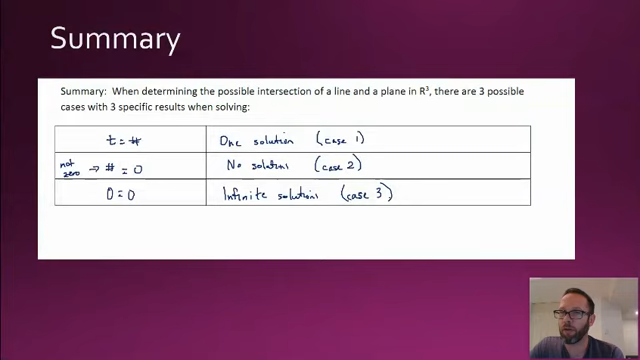 Summary
Summary: When determining the possible intersection of a line and a plane in R³, there are 3 possible
cases with 3 specific results when solving:
t = # One solution (case 1)
not zero → # = 0 No solutions (case 2)
0 = 0 Infinite solutions (case 3)